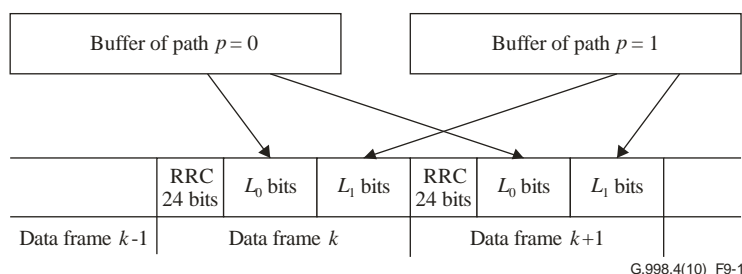 Buffer of path p = 0
Buffer of path p = 1
RRC
24 bits
L0 bits
L1 bits
RRC
24 bits
L0 bits
L1 bits
Data frame k-1
Data frame k
Data frame k+1
G.998.4(10)_F9-1